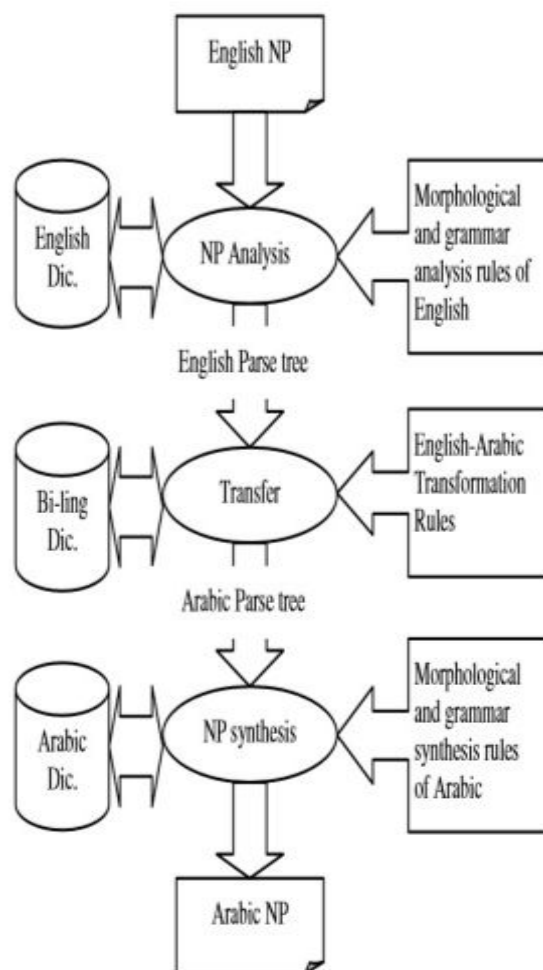 English NP
English
Dic.
NP Analysis
Morphological
and grammar
analysis rules of
English
English Parse tree
Bi-ling
Dic.
Transfer
English-Arabic
Transformation
Rules
Arabic Parse tree
Arabic
Dic.
NP synthesis
Morphological
and grammar
synthesis rules
of Arabic
Arabic NP